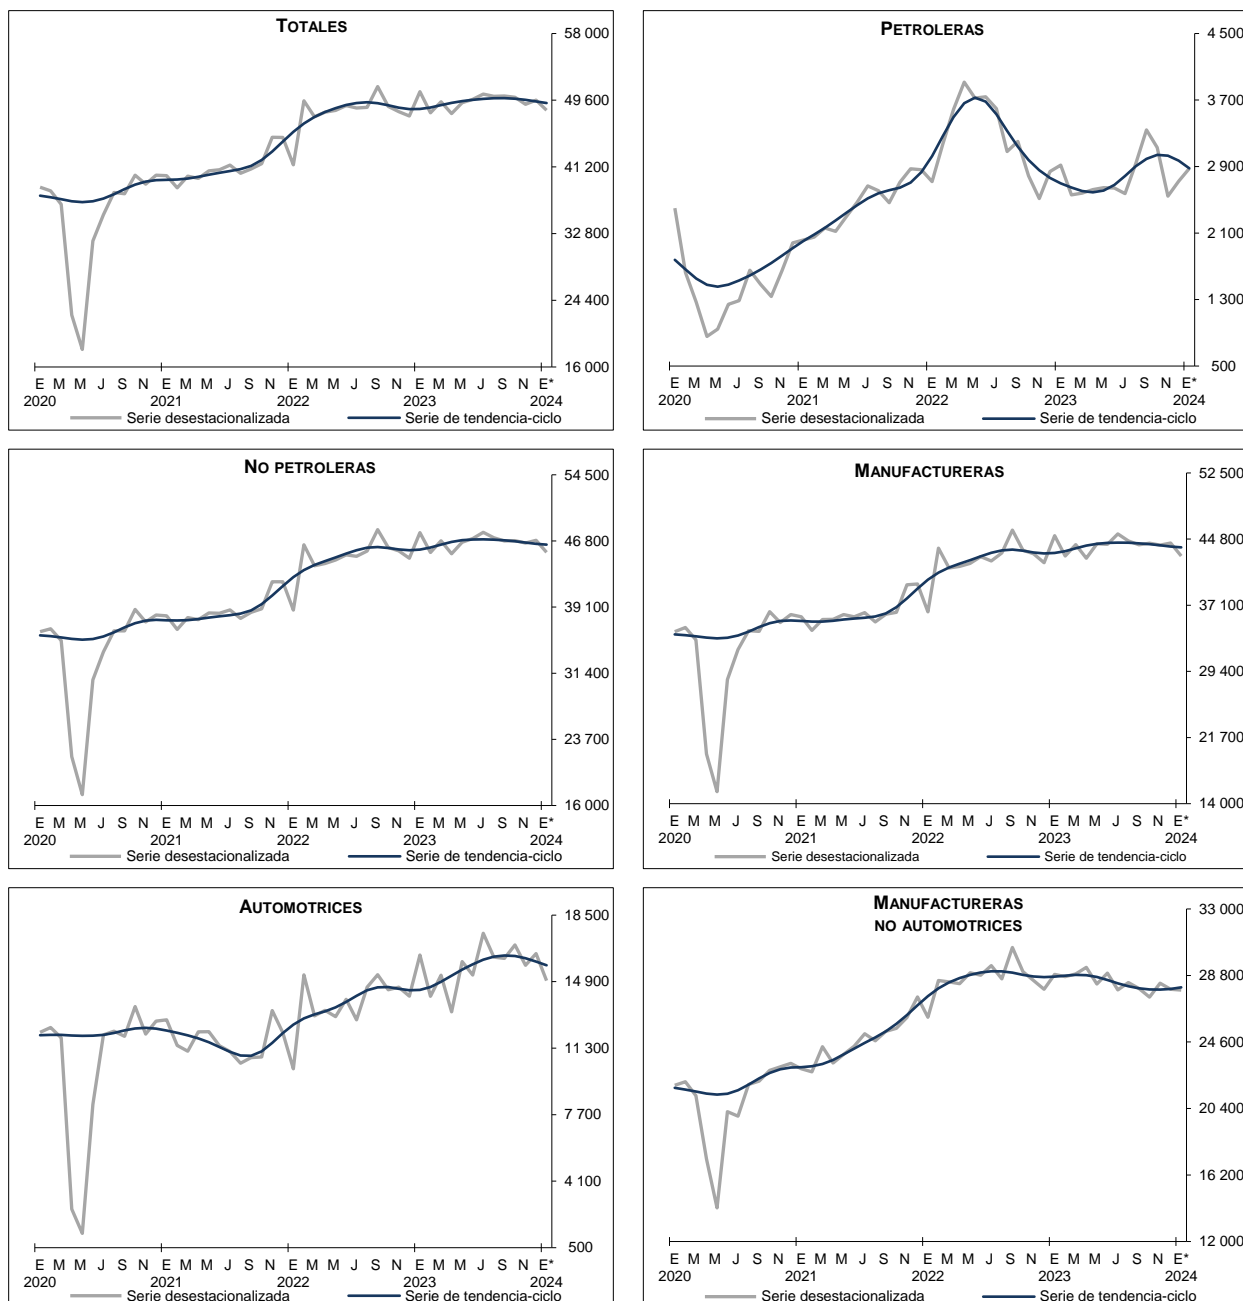 TOTALES
58 000
49 600
41 200
32 800
24 400
16 000
E M M J S N E M M J S N E M M J S N E M M J S N E*
2020 2021 2022 2023 2024
Serie desestacionalizada Serie de tendencia-ciclo
PETROLERAS
4 500
3 700
2 900
2 100
1 300
500
E M M J S N E M M J S N E M M J S N E M M J S N E*
2020 2021 2022 2023 2024
Serie desestacionalizada Serie de tendencia-ciclo
NO PETROLERAS
54 500
46 800
39 100
31 400
23 700
16 000
E M M J S N E M M J S N E M M J S N E M M J S N E*
2020 2021 2022 2023 2024
Serie desestacionalizada Serie de tendencia-ciclo
MANUFACTURERAS
52 500
44 800
37 100
29 400
21 700
14 000
E M M J S N E M M J S N E M M J S N E M M J S N E*
2020 2021 2022 2023 2024
Serie desestacionalizada Serie de tendencia-ciclo
AUTOMOTRICES
18 500
14 900
11 300
7 700
4 100
500
E M M J S N E M M J S N E M M J S N E M M J S N E*
2020 2021 2022 2023 2024
Serie desestacionalizada Serie de tendencia-ciclo
MANUFACTURERAS
NO AUTOMOTRICES
33 000
28 800
24 600
20 400
16 200
12 000
E M M J S N E M M J S N E M M J S N E M M J S N E*
2020 2021 2022 2023 2024
Serie desestacionalizada Serie de tendencia-ciclo